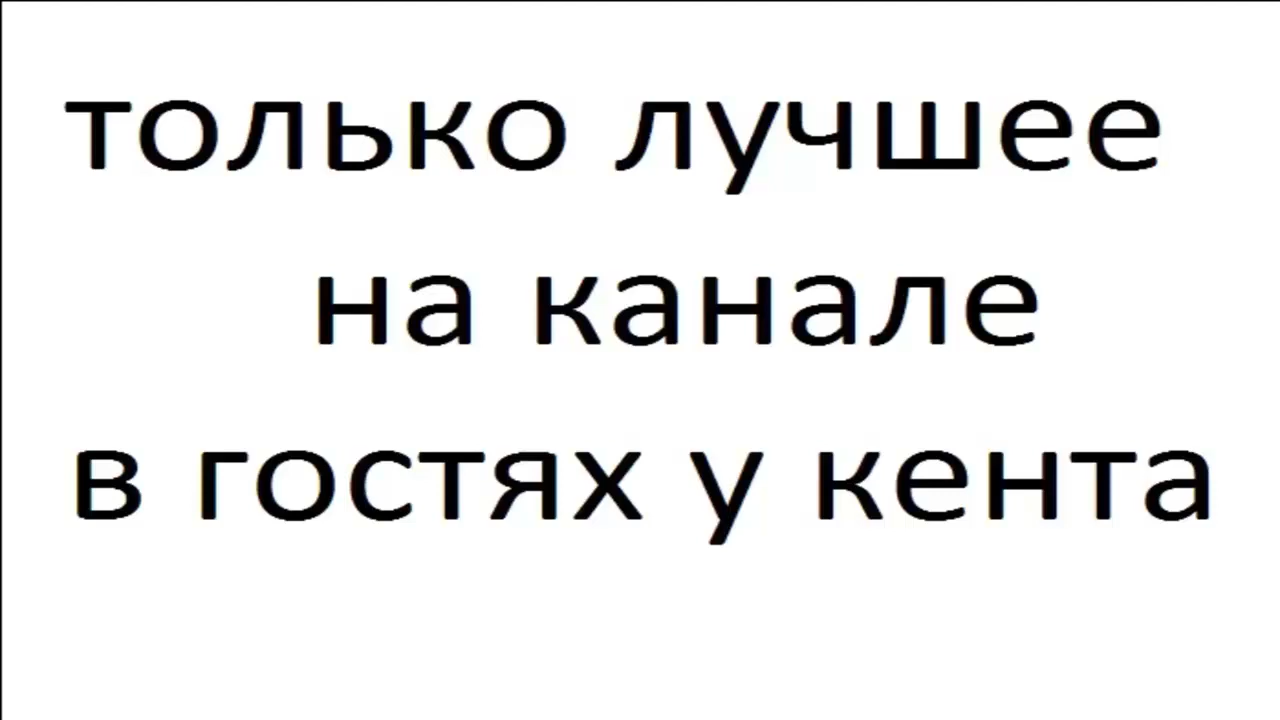 только лучшее
на канале
в гостях у кента